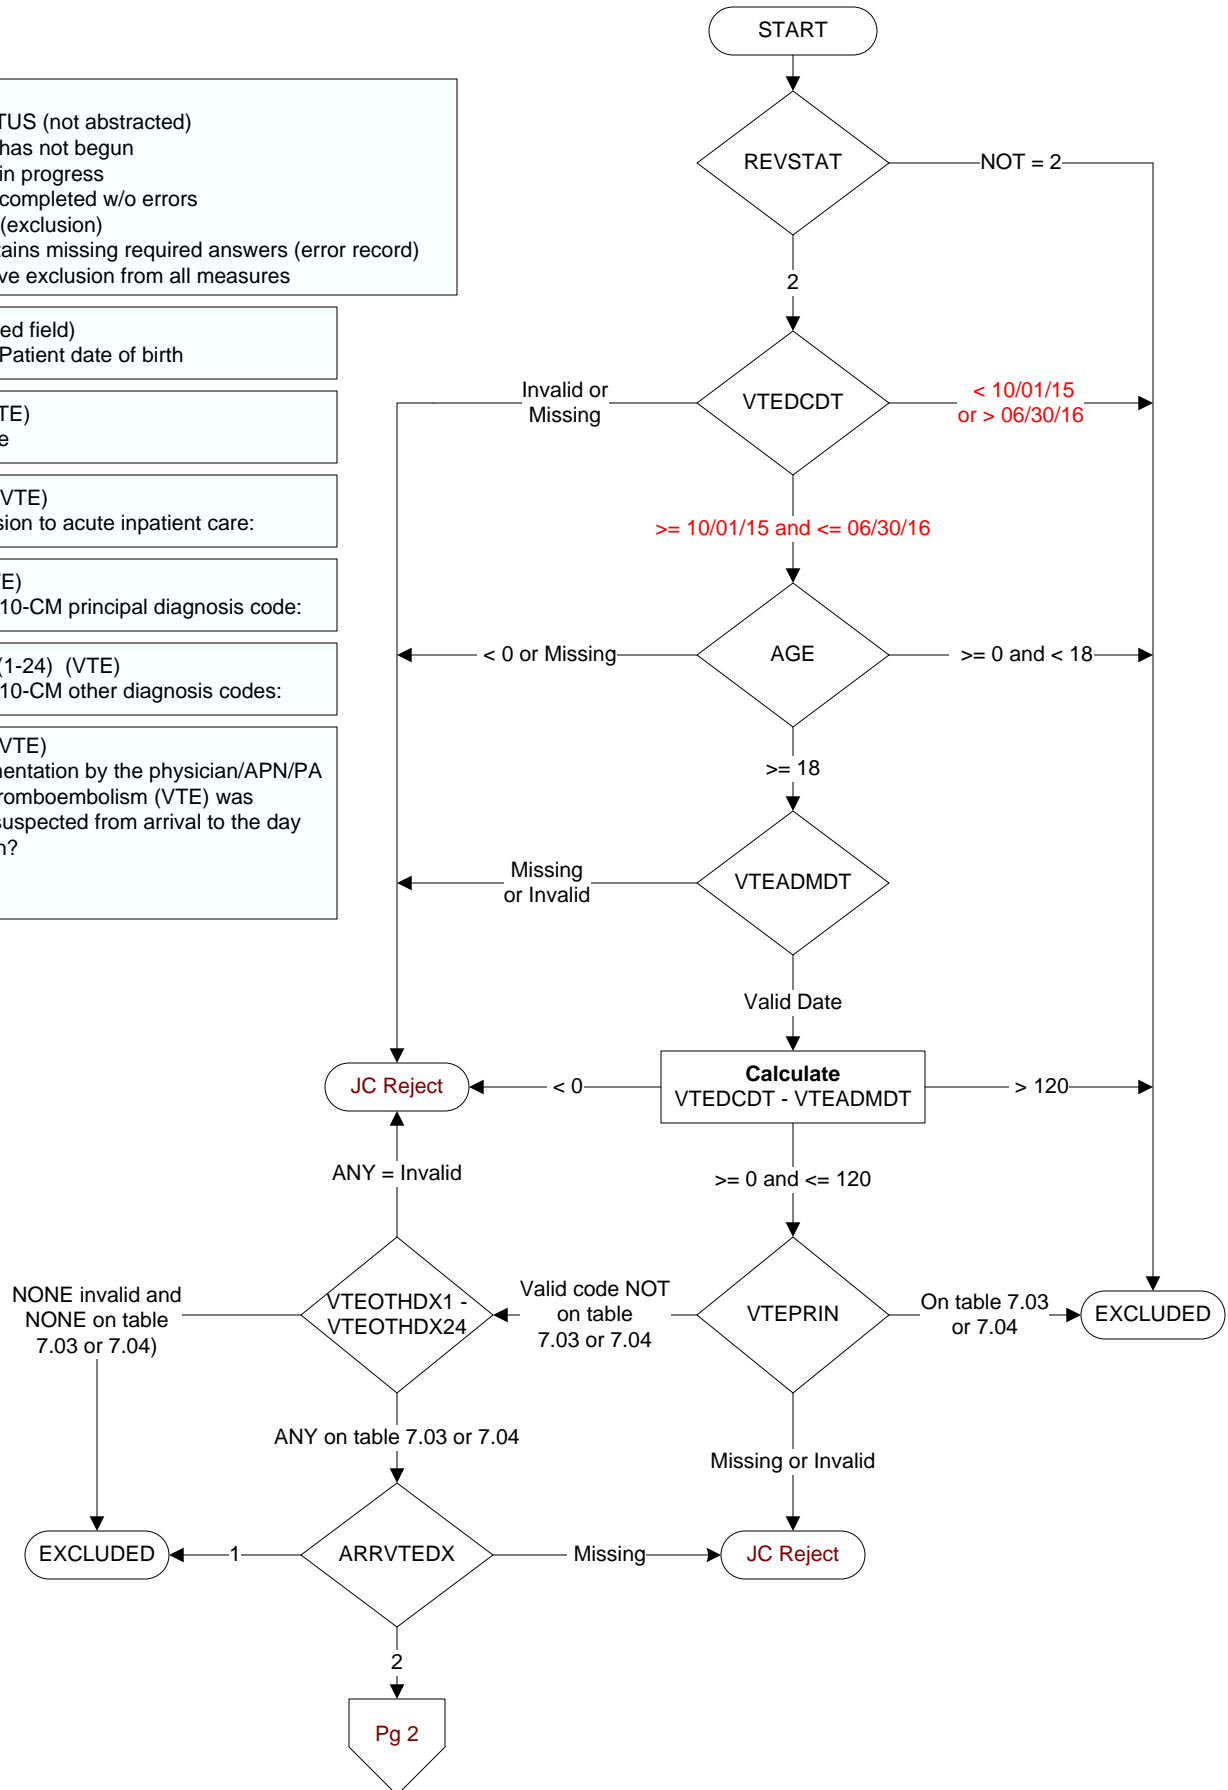 START
TUS (not abstracted)
has not begun
in progress
completed w/o errors
(exclusion)
tains missing required answers (error record)
ve exclusion from all measures
ed field)
Patient date of birth
TE)
e
VTE)
sion to acute inpatient care:
TE)
10-CM principal diagnosis code:
(1-24) (VTE)
10-CM other diagnosis codes:
VTE)
mentation by the physician/APN/PA
romboembolism (VTE) was
suspected from arrival to the day
n?
REVSTAT
NOT = 2
2
VTEDCDT
Invalid or
Missing
< 10/01/15
or > 06/30/16
>= 10/01/15 and <= 06/30/16
AGE
< 0 or Missing
>= 0 and < 18
>= 18
VTEADMDT
Missing
or Invalid
Valid Date
Calculate
VTEDCDT - VTEADMDT
< 0
JC Reject
> 120
>= 0 and <= 120
ANY = Invalid
VTEPRIN
On table 7.03
or 7.04
EXCLUDED
Valid code NOT
on table
7.03 or 7.04
VTEOTHDX1 -
VTEOTHDX24
NONE invalid and
NONE on table
7.03 or 7.04)
ANY on table 7.03 or 7.04
Missing or Invalid
ARRVTEDX
1
EXCLUDED
Missing
JC Reject
2
Pg 2